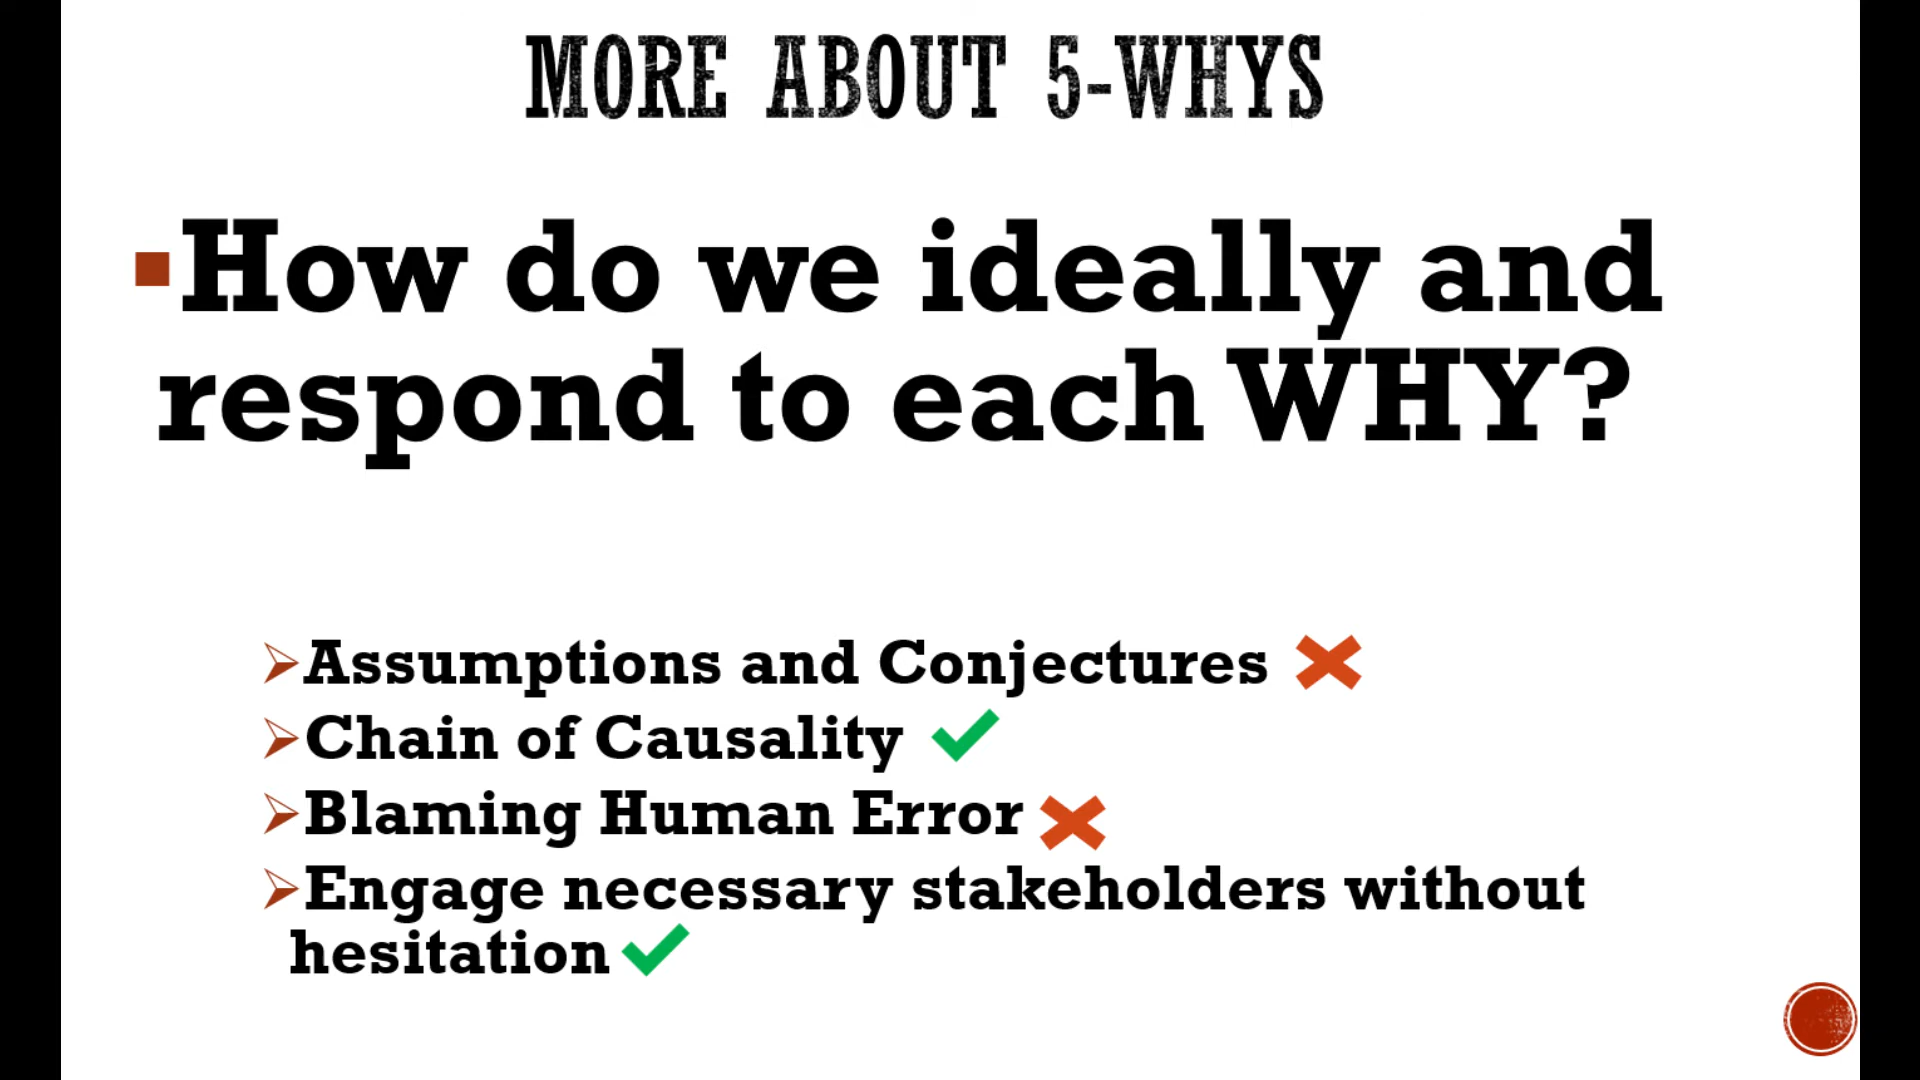 MORE ABOUT 5-WHYS
How do we ideally and
respond to each WHY?
Assumptions and Conjectures
Chain of Causality
Blaming Human Error
Engage necessary stakeholders without
hesitation